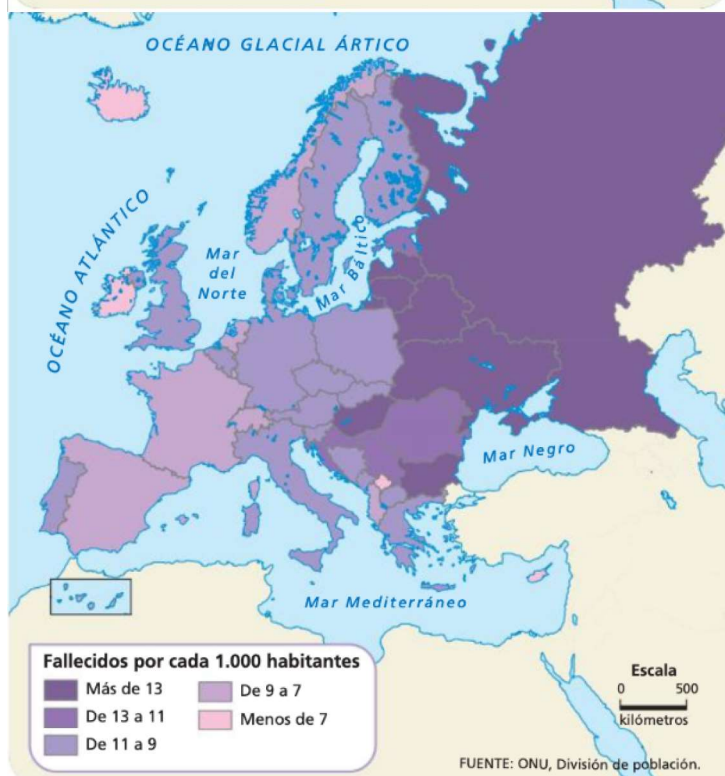 OCÉANO GLACIAL ÁRTICO
OCÉANO ATLÁNTICO
Mar
del
Norte
Mar Báltico
Mar Negro
Mar Mediterráneo
Fallecidos por cada 1.000 habitantes
Más de 13
De 13 a 11
De 11 a 9
De 9 a 7
Menos de 7
Escala
0 500
kilómetros
FUENTE: ONU, División de población.